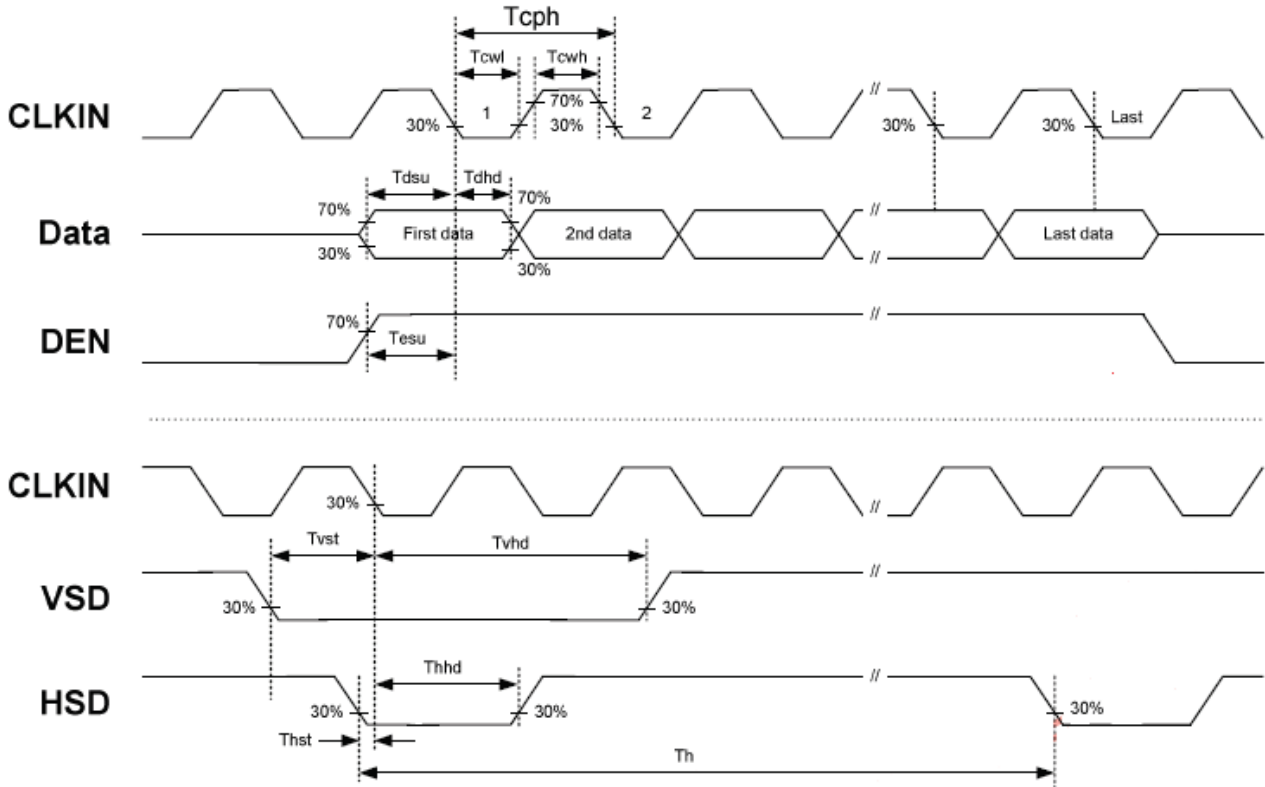 Tcph
Tcwl Tcwh
CLKIN 30% 1 70% 30% 2 // 30% 30% Last
Tdsu Tdhd
70% 70%
Data First data 2nd data // // Last data
30% 30%
DEN 70% //
Tesu
CLKIN 30% //
Tvst Tvhd
VSD 30% 30% //
Thhd
HSD 30% 30% // 30%
Thst
Th